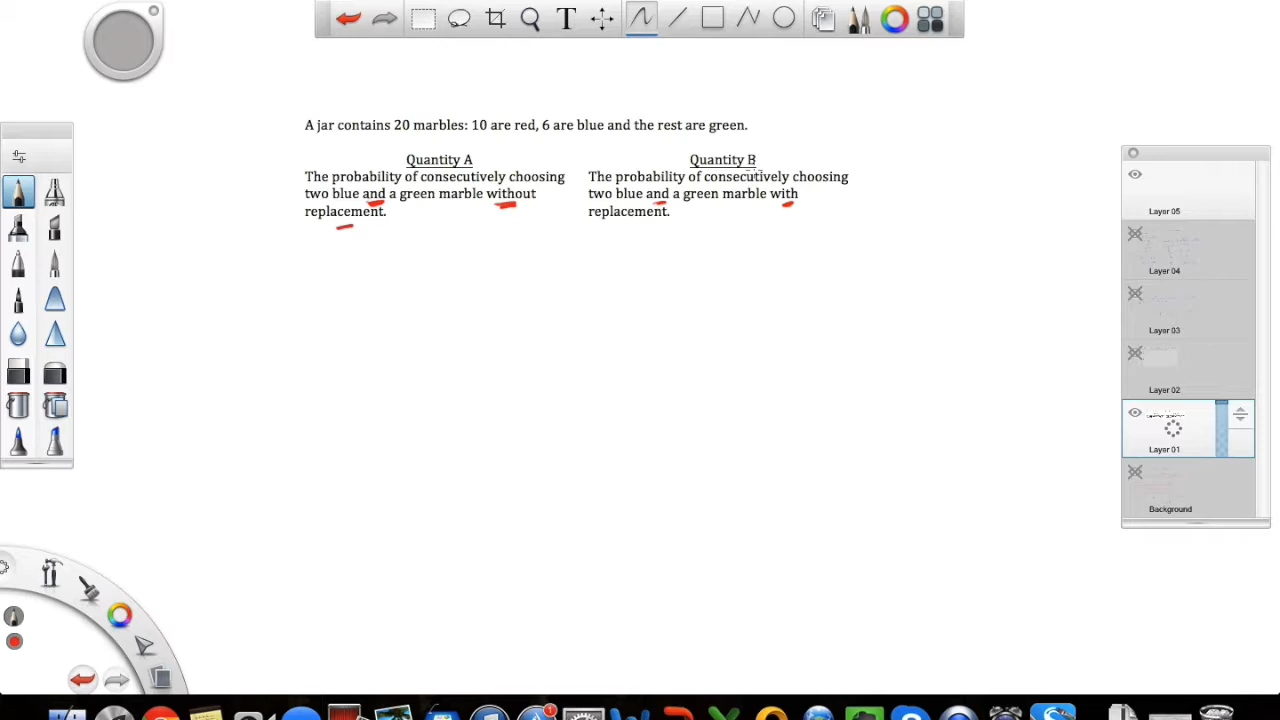 A jar contains 20 marbles: 10 are red, 6 are blue and the rest are green.
Quantity A
The probability of consecutively choosing
two blue and a green marble without
replacement.
Quantity B
The probability of consecutively choosing
two blue and a green marble with
replacement.
T
Layer 05
Layer 04
Layer 03
Layer 02
Layer 01
Background
1